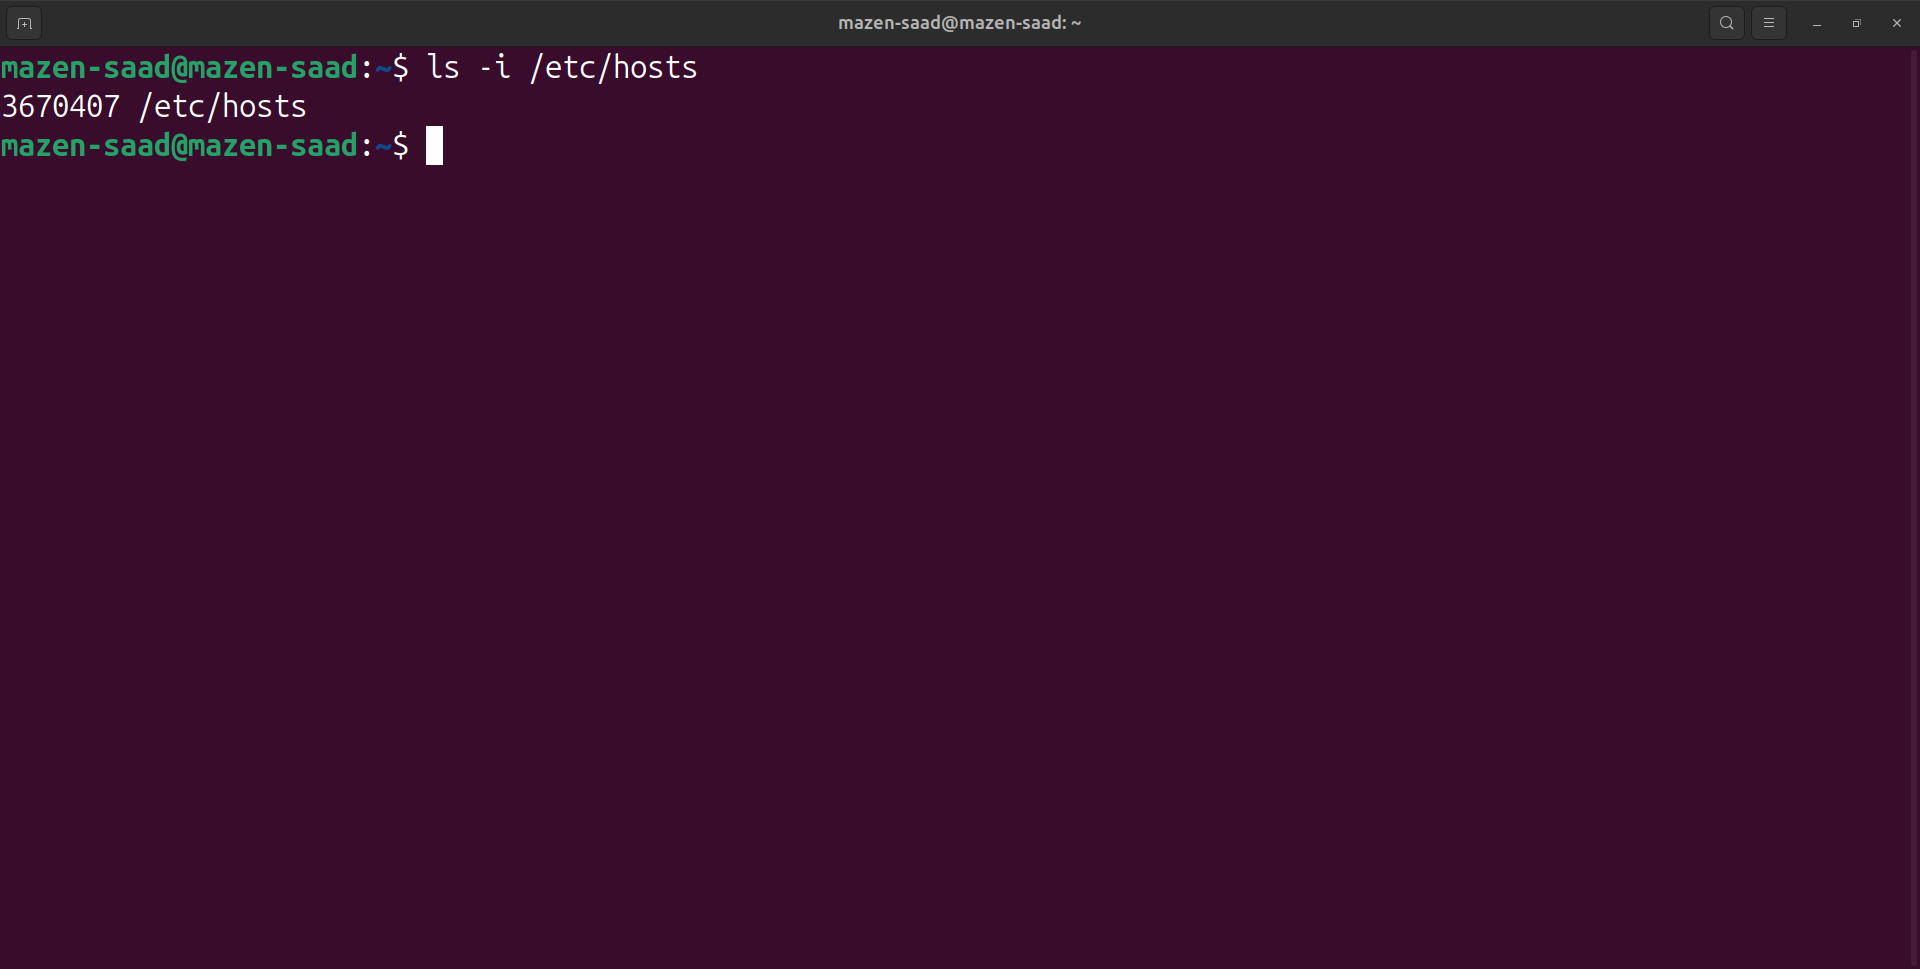 mazen-saad@mazen-saad: ~
mazen-saad@mazen-saad:~$ ls -i /etc/hosts
3670407 /etc/hosts
mazen-saad@mazen-saad:~$